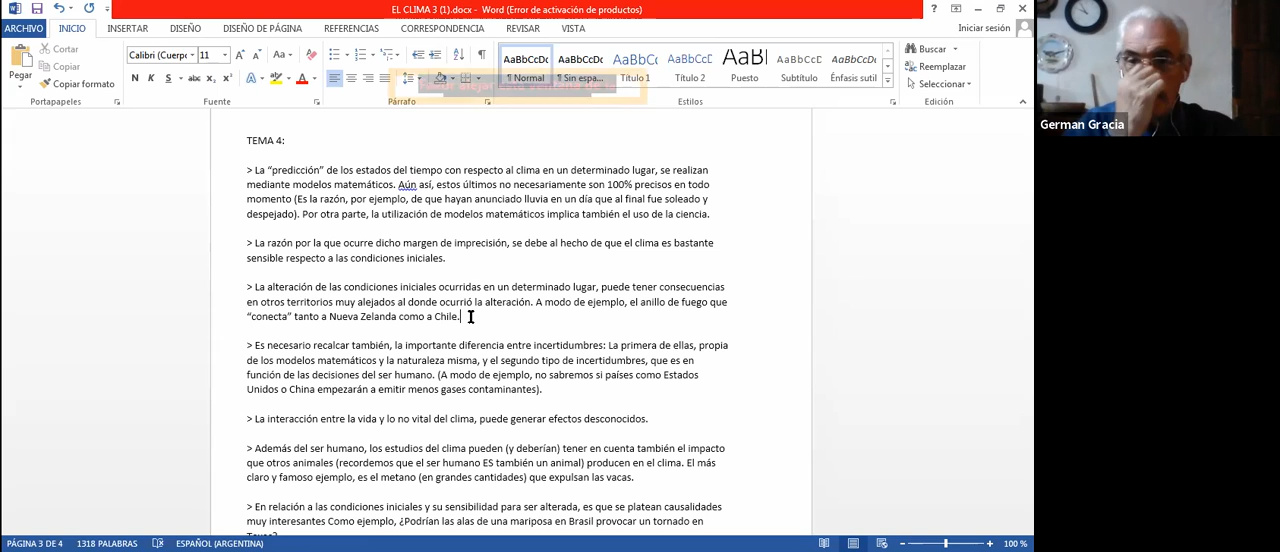 EL CLIMA 3 (1).docx - Word (Error de activación de productos)
ARCHIVO INICIO INSERTAR DISEÑO DISEÑO DE PÁGINA REFERENCIAS CORRESPONDENCIA REVISAR VISTA Iniciar sesión
Pegar
Cortar
Copiar
Copiar formato
Portapapeles
Calibri (Cuerpo 11
Fuente
Párrafo
AaBbCcDc AaBbCcDc AaBbC AaBbCcD AaB AaBbCcD AaBbCcDc
¶ Normal ¶ Sin espa... Título 1 Título 2 Puesto Subtítulo Énfasis sutil
Estilos
Buscar
Reemplazar
Seleccionar
Edición
German Gracia
TEMA 4:
> La “predicción” de los estados del tiempo con respecto al clima en un determinado lugar, se realizan
mediante modelos matemáticos. Aún así, estos últimos no necesariamente son 100% precisos en todo
momento (Es la razón, por ejemplo, de que hayan anunciado lluvia en un día que al final fue soleado y
despejado). Por otra parte, la utilización de modelos matemáticos implica también el uso de la ciencia.
> La razón por la que ocurre dicho margen de imprecisión, se debe al hecho de que el clima es bastante
sensible respecto a las condiciones iniciales.
> La alteración de las condiciones iniciales ocurridas en un determinado lugar, puede tener consecuencias
en otros territorios muy alejados al donde ocurrió la alteración. A modo de ejemplo, el anillo de fuego que
“conecta” tanto a Nueva Zelanda como a Chile.
> Es necesario recalcar también, la importante diferencia entre incertidumbres: La primera de ellas, propia
de los modelos matemáticos y la naturaleza misma, y el segundo tipo de incertidumbres, que es en
función de las decisiones del ser humano. (A modo de ejemplo, no sabremos si países como Estados
Unidos o China empezarán a emitir menos gases contaminantes).
> La interacción entre la vida y lo no vital del clima, puede generar efectos desconocidos.
> Además del ser humano, los estudios del clima pueden (y deberían) tener en cuenta también el impacto
que otros animales (recordemos que el ser humano ES también un animal) producen en el clima. El más
claro y famoso ejemplo, es el metano (en grandes cantidades) que expulsan las vacas.
> En relación a las condiciones iniciales y su sensibilidad para ser alterada, es que se platean causalidades
muy interesantes Como ejemplo, ¿Podrían las alas de una mariposa en Brasil provocar un tornado en
PÁGINA 3 DE 4 1318 PALABRAS ESPAÑOL (ARGENTINA) 100 %